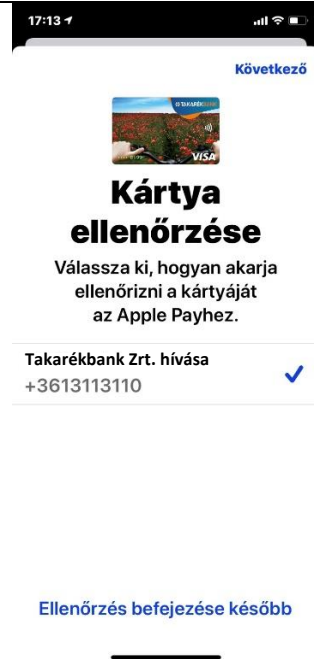 17:13
Következő
TAKARÉKBANK
VISA
Kártya
ellenőrzése
Válassza ki, hogyan akarja
ellenőrizni a kártyáját
az Apple Payhez.
Takarékbank Zrt. hívása
+3613113110
Ellenőrzés befejezése később